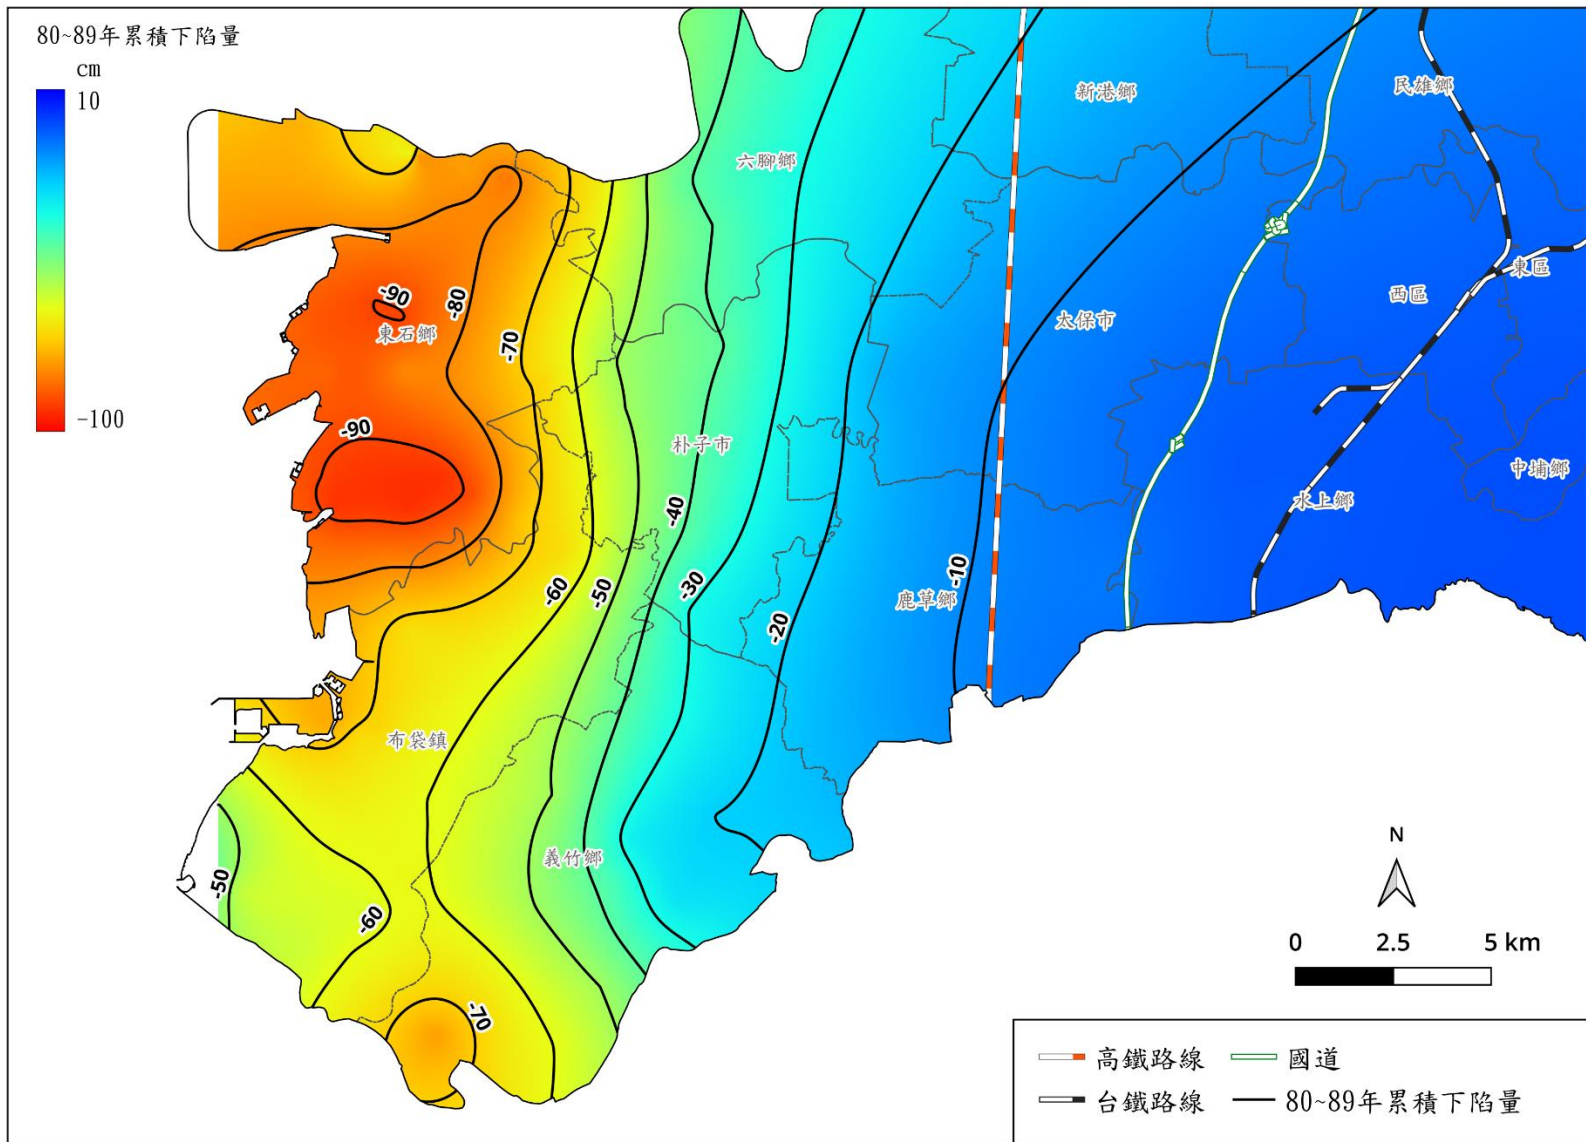 80~89年累積下陷量
cm
10
-100
新港鄉
民雄鄉
六腳鄉
東區
西區
-90
-80
東石鄉
太保市
-70
-90
朴子市
中埔鄉
水上鄉
-40
-10
-60
-50
-30
鹿草鄉
-20
布袋鎮
義竹鄉
-50
-60
-70
N
0 2.5 5 km
高鐵路線 國道
台鐵路線 80~89年累積下陷量